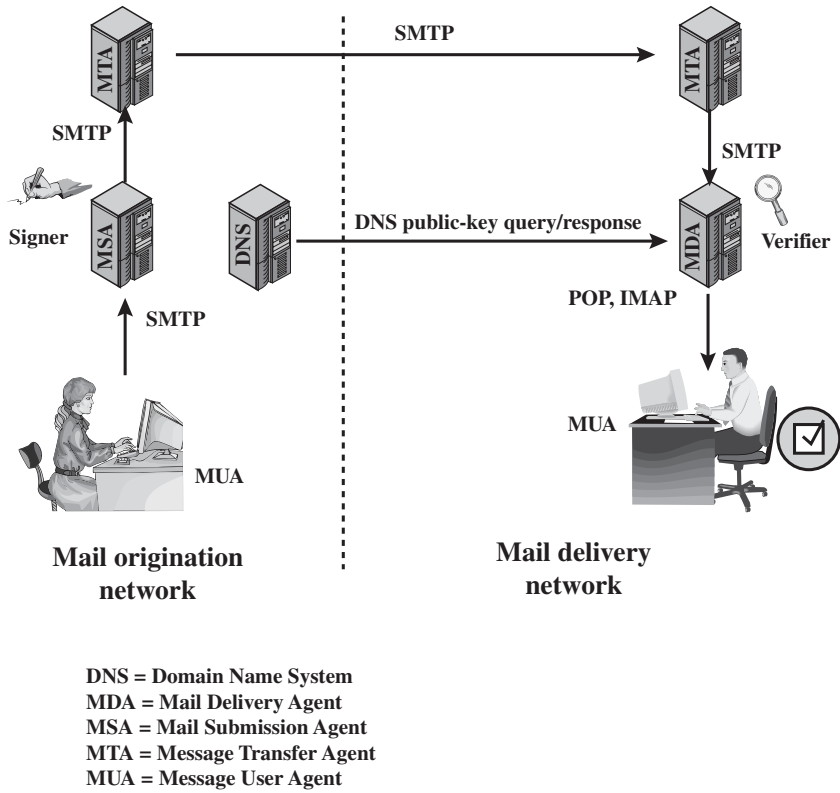 SMTP
MTA
MTA
SMTP
SMTP
Signer
MSA
DNS
DNS public-key query/response
MDA
Verifier
SMTP
POP, IMAP
MUA
MUA
Mail origination
network
Mail delivery
network
DNS = Domain Name System
MDA = Mail Delivery Agent
MSA = Mail Submission Agent
MTA = Message Transfer Agent
MUA = Message User Agent